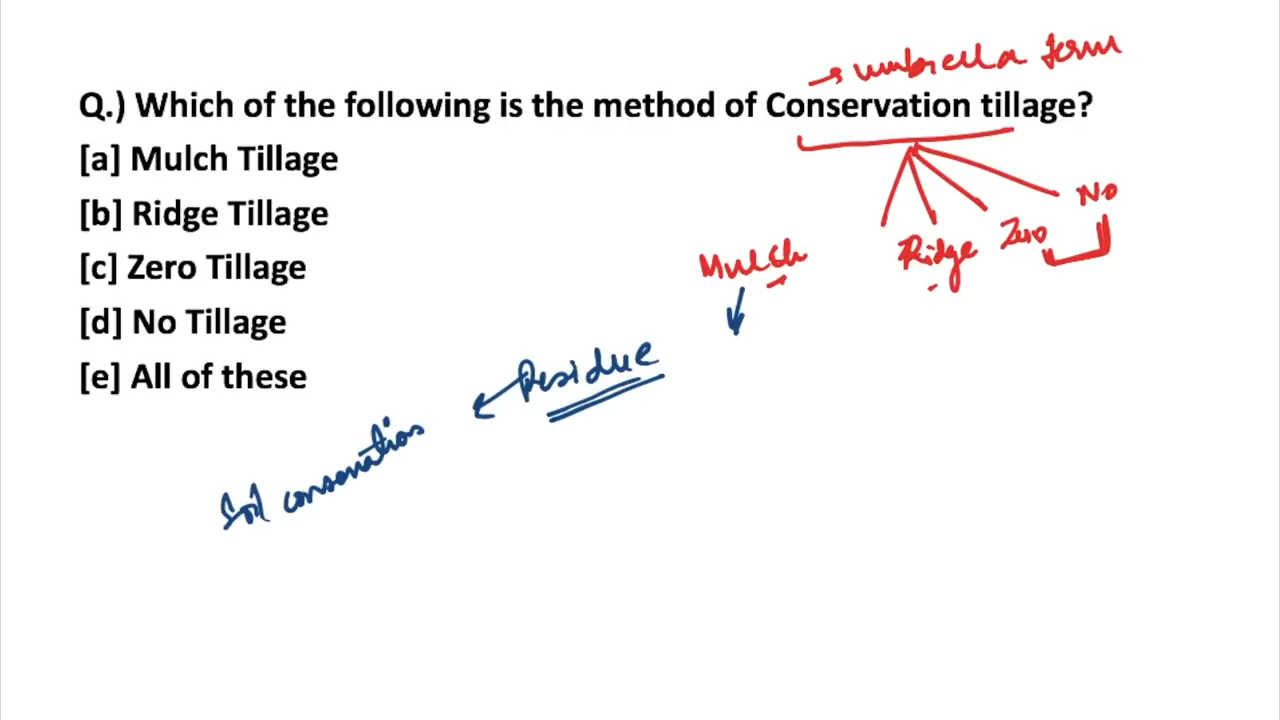 → umbrella term
Q.) Which of the following is the method of Conservation tillage?
[a] Mulch Tillage
[b] Ridge Tillage
[c] Zero Tillage
[d] No Tillage
[e] All of these
Mulch Ridge Zero No
Residue
Soil conservation